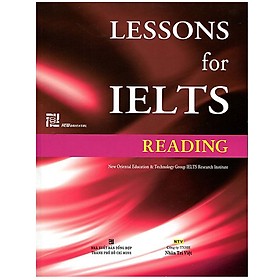 LESSONS
for
IELTS
READING
New Oriental Education & Technology Group IELTS Research Institute
NTV
NHÀ XUẤT BẢN TỔNG HỢP
THÀNH PHỐ HỒ CHÍ MINH
Công ty TNHH
Nhân Trí Việt